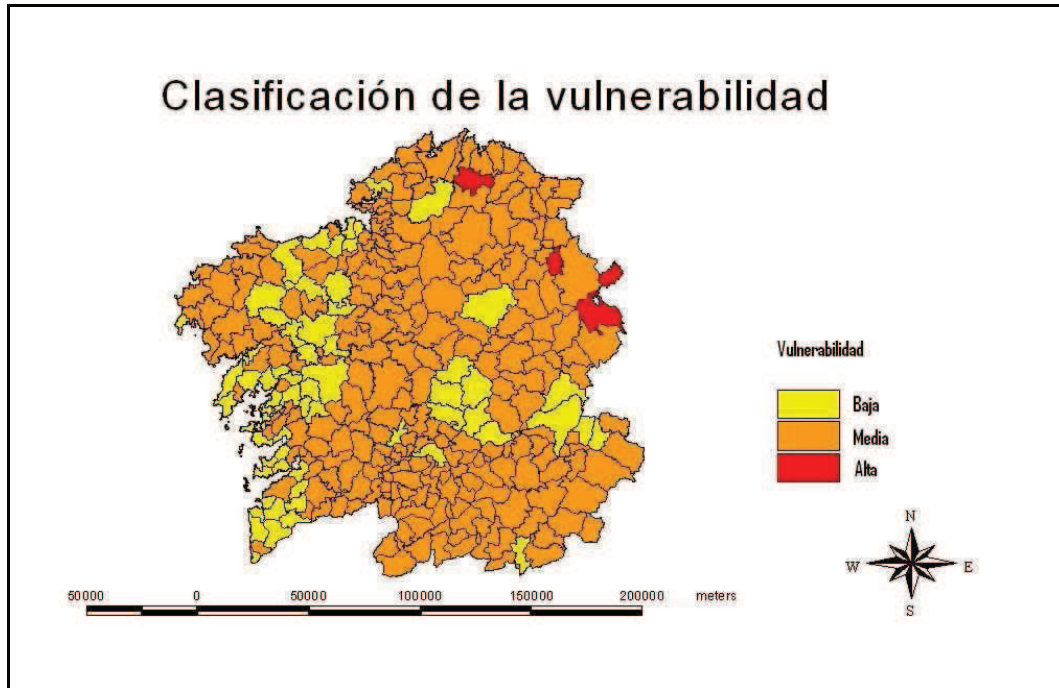 Clasificación de la vulnerabilidad
Vulnerabilidad
Baja
Media
Alta
N
W E
S
50000 0 50000 100000 150000 200000 meters